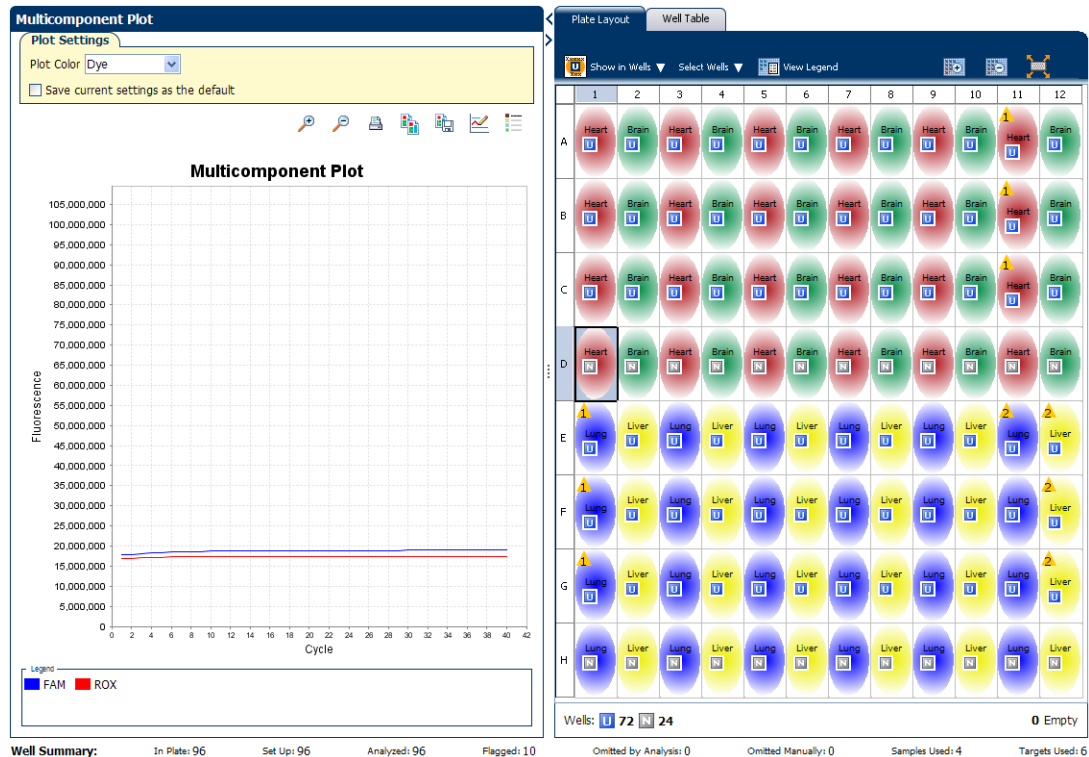 Multicomponent Plot
Plot Settings
Plot Color Dye
Save current settings as the default
Multicomponent Plot
105,000,000
100,000,000
95,000,000
90,000,000
85,000,000
80,000,000
75,000,000
70,000,000
65,000,000
60,000,000
55,000,000
50,000,000
45,000,000
40,000,000
35,000,000
30,000,000
25,000,000
20,000,000
15,000,000
10,000,000
5,000,000
0
Fluorescence
0 2 4 6 8 10 12 14 16 18 20 22 24 26 28 30 32 34 36 38 40 42
Cycle
Legend
FAM ROX
Plate Layout Well Table
Show in Wells ▼ Select Wells ▼ View Legend
1 2 3 4 5 6 7 8 9 10 11 12
1
A Heart Brain Heart Brain Heart Brain Heart Brain Heart Brain Heart Brain
U U U U U U U U U U U U
1
B Heart Brain Heart Brain Heart Brain Heart Brain Heart Brain Heart Brain
U U U U U U U U U U U U
1
C Heart Brain Heart Brain Heart Brain Heart Brain Heart Brain Heart Brain
U U U U U U U U U U U U
D Heart Brain Heart Brain Heart Brain Heart Brain Heart Brain Heart Brain
N N N N N N N N N N N N
1 2 2
E Lung Liver Lung Liver Lung Liver Lung Liver Lung Liver Lung Liver
U U U U U U U U U U U U
1 2
F Lung Liver Lung Liver Lung Liver Lung Liver Lung Liver Lung Liver
U U U U U U U U U U U U
1 2
G Lung Liver Lung Liver Lung Liver Lung Liver Lung Liver Lung Liver
U U U U U U U U U U U U
H Lung Liver Lung Liver Lung Liver Lung Liver Lung Liver Lung Liver
N N N N N N N N N N N N
Wells: U 72 N 24 0 Empty
Well Summary: In Plate: 96 Set Up: 96 Analyzed: 96 Flagged: 10 Omitted by Analysis: 0 Omitted Manually: 0 Samples Used: 4 Targets Used: 6